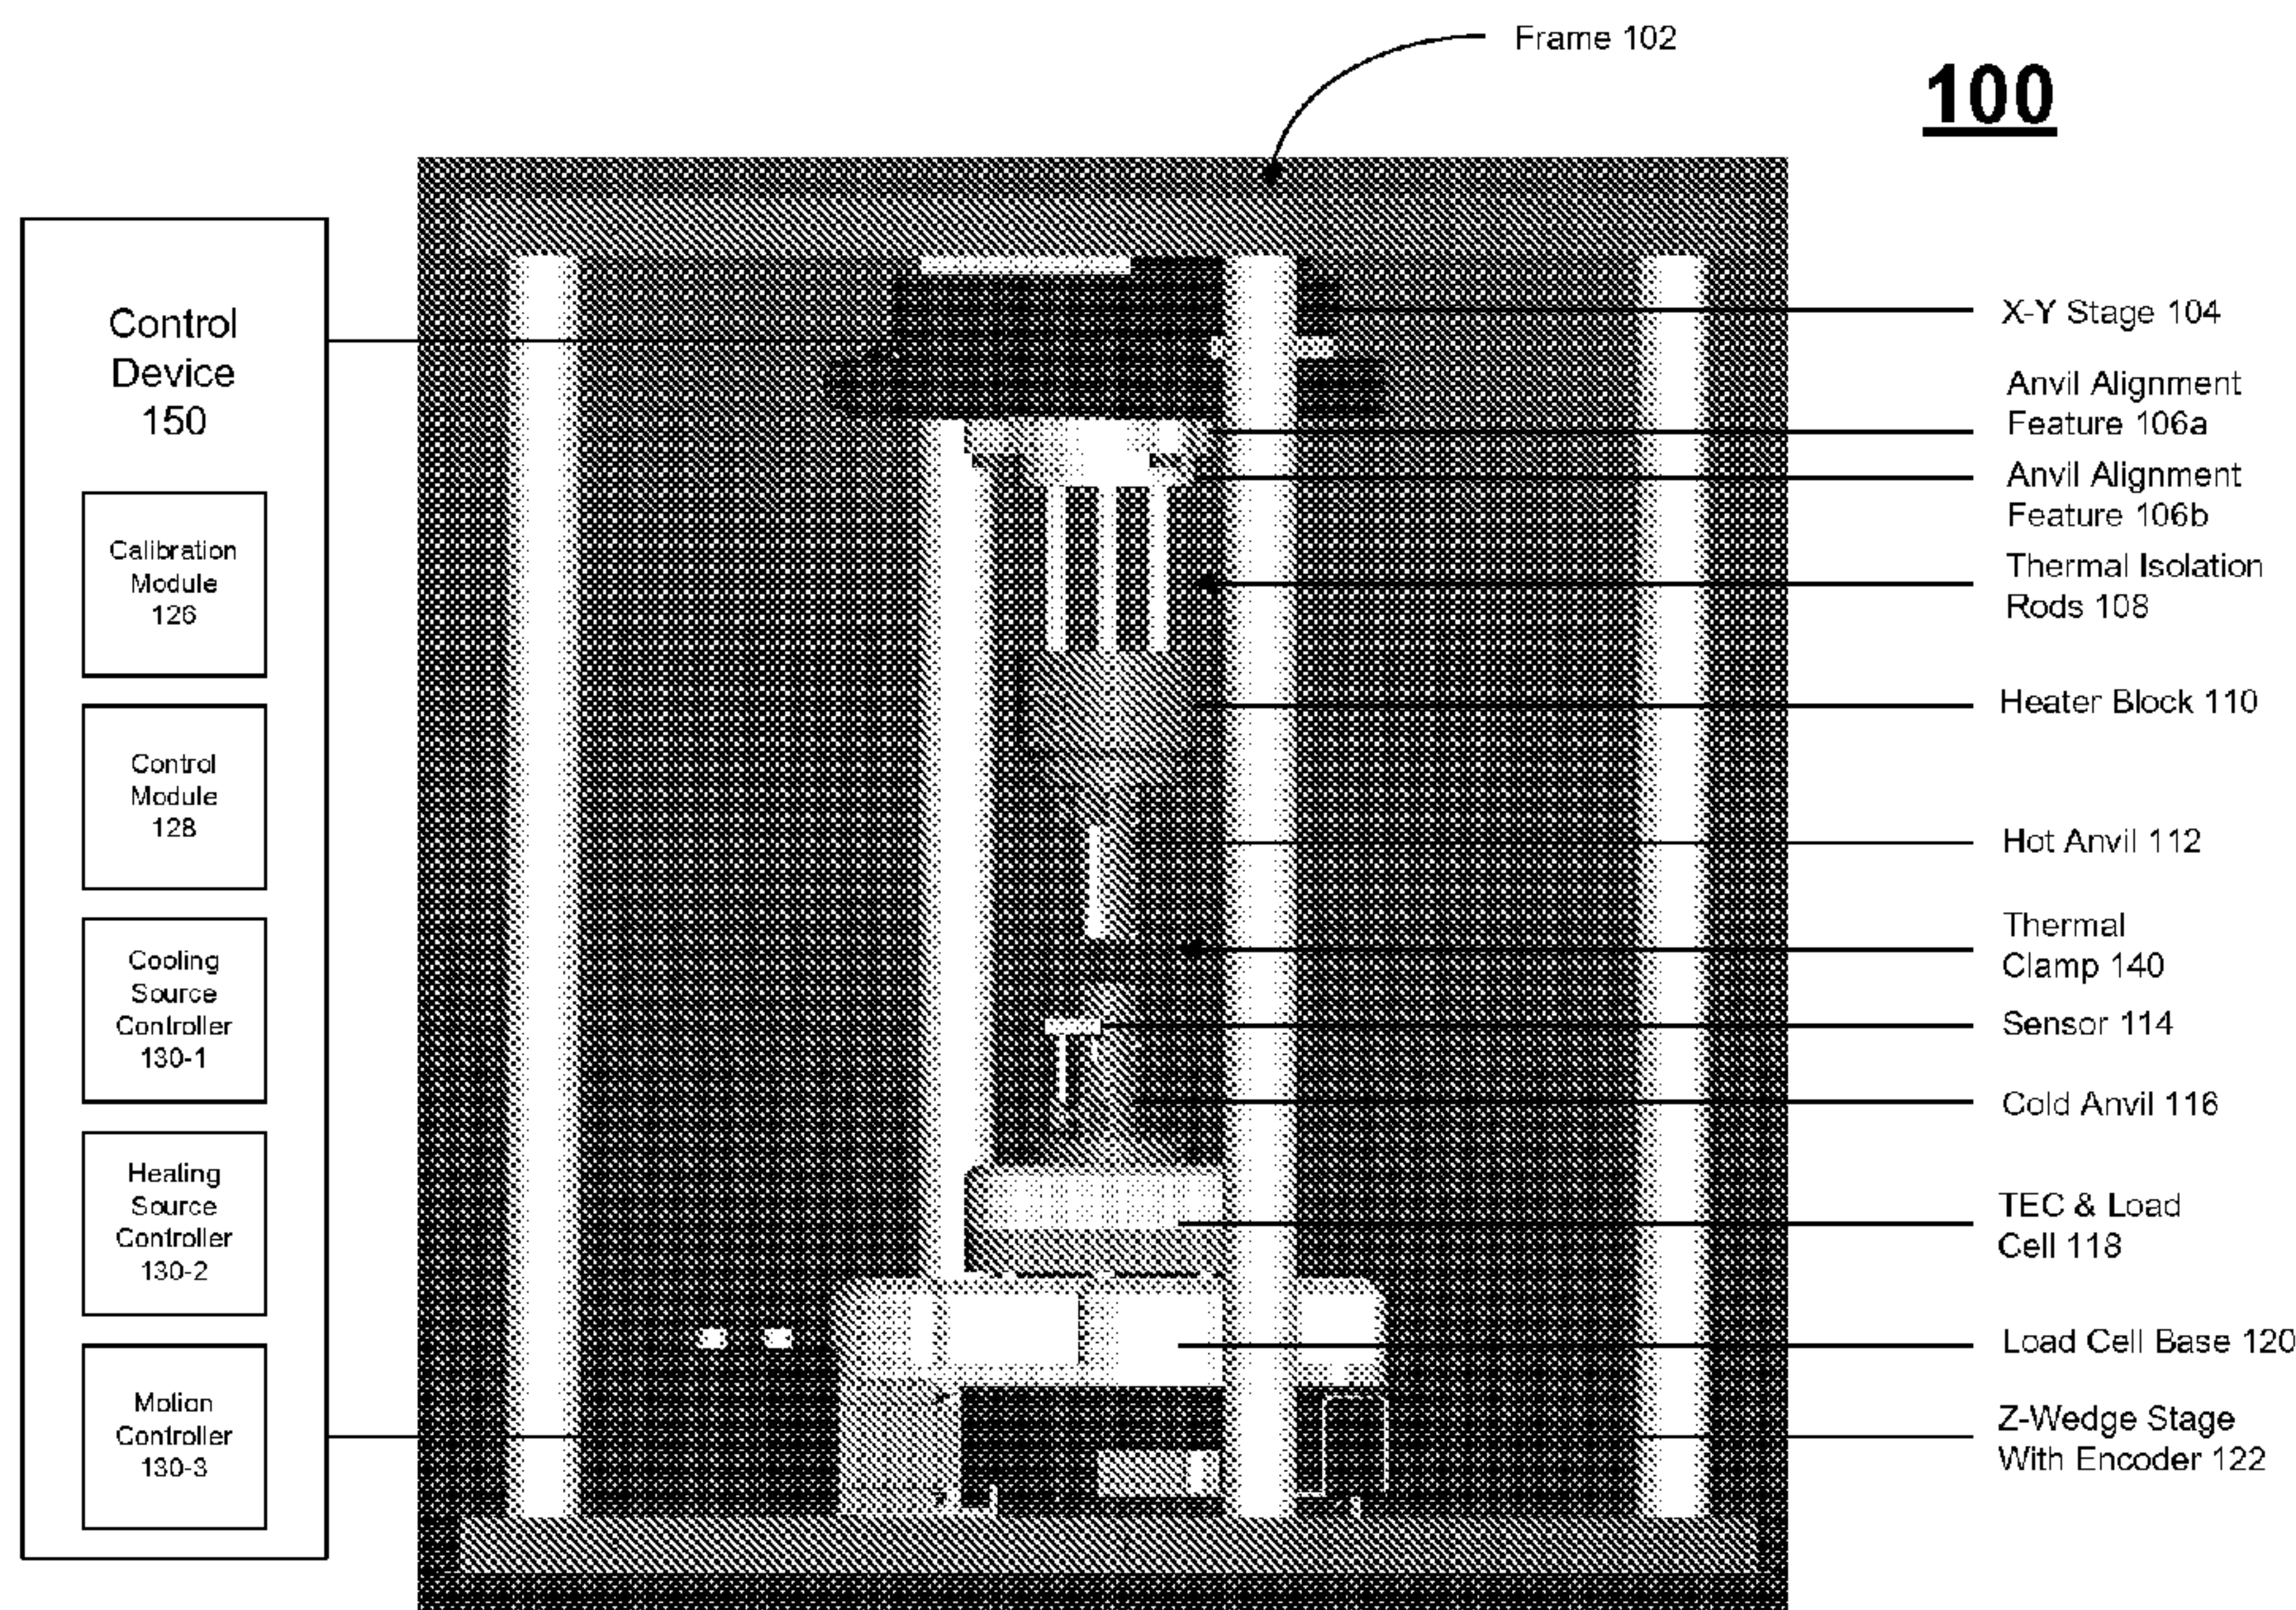 Frame 102
100
Control
Device
150
Calibration
Module
126
Control
Module
128
Cooling
Source
Controller
130-1
Heating
Source
Controller
130-2
Motion
Controller
130-3
X-Y Stage 104
Anvil Alignment
Feature 106a
Anvil Alignment
Feature 106b
Thermal Isolation
Rods 108
Heater Block 110
Hot Anvil 112
Thermal
Clamp 140
Sensor 114
Cold Anvil 116
TEC & Load
Cell 118
Load Cell Base 120
Z-Wedge Stage
With Encoder 122